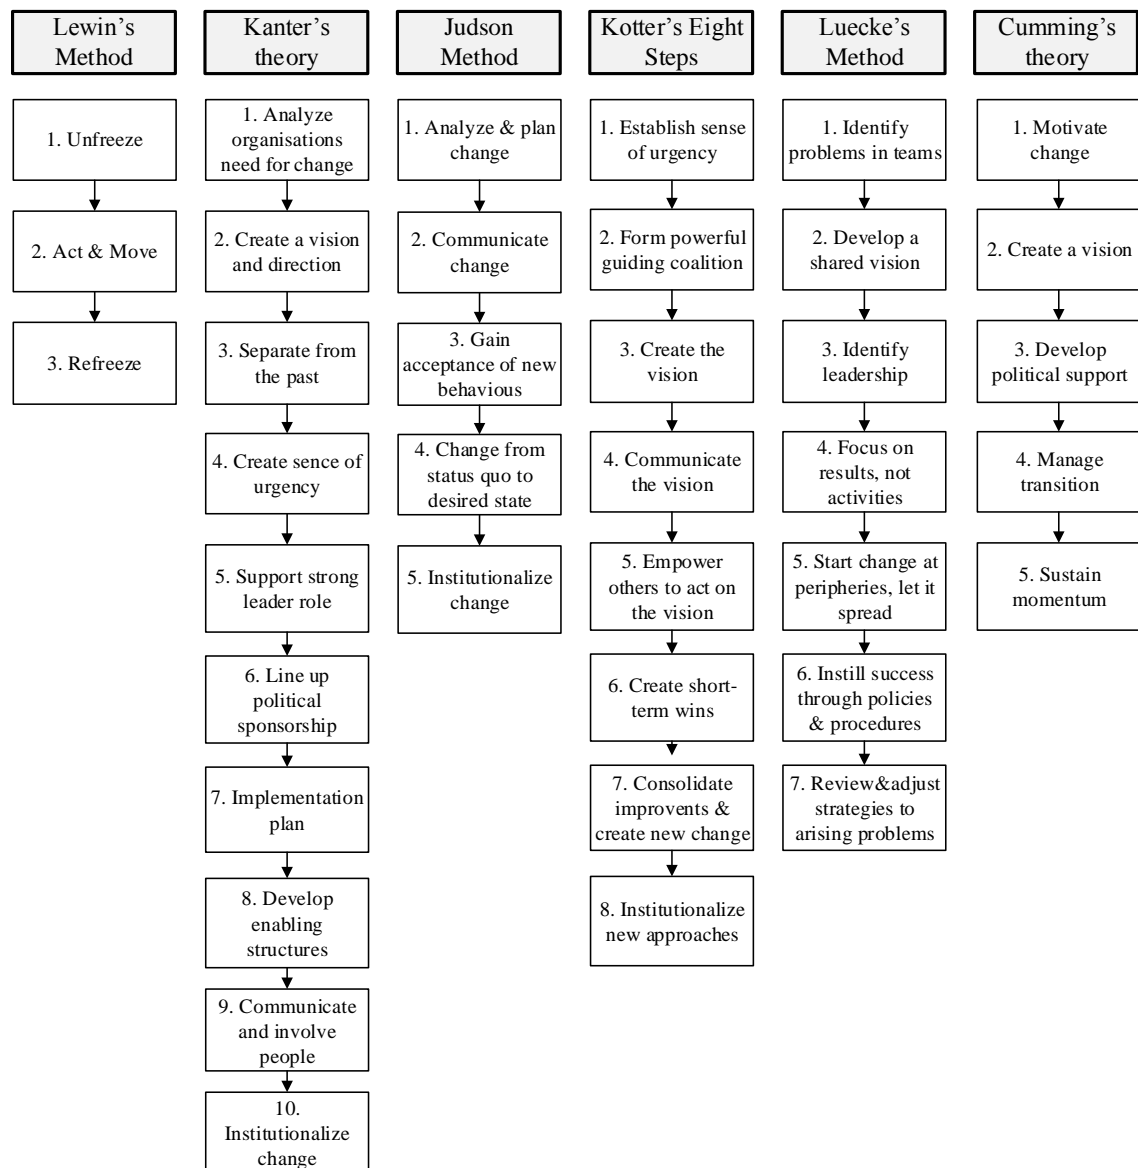 Lewin's
Method
Kanter's
theory
Judson
Method
Kotter's Eight
Steps
Luecke's
Method
Cumming's
theory
1. Unfreeze
2. Act & Move
3. Refreeze
1. Analyze
organisations
need for change
2. Create a vision
and direction
3. Separate from
the past
4. Create sence of
urgency
5. Support strong
leader role
6. Line up
political
sponsorship
7. Implementation
plan
8. Develop
enabling
structures
9. Communicate
and involve
people
10.
Institutionalize
change
1. Analyze & plan
change
2. Communicate
change
3. Gain
acceptance of new
behavious
4. Change from
status quo to
desired state
5. Institutionalize
change
1. Establish sense
of urgency
2. Form powerful
guiding coalition
3. Create the
vision
4. Communicate
the vision
5. Empower
others to act on
the vision
6. Create short-
term wins
7. Consolidate
improvents &
create new change
8. Institutionalize
new approaches
1. Identify
problems in teams
2. Develop a
shared vision
3. Identify
leadership
4. Focus on
results, not
activities
5. Start change at
peripheries, let it
spread
6. Instill success
through policies
& procedures
7. Review&adjust
strategies to
arising problems
1. Motivate
change
2. Create a vision
3. Develop
political support
4. Manage
transition
5. Sustain
momentum